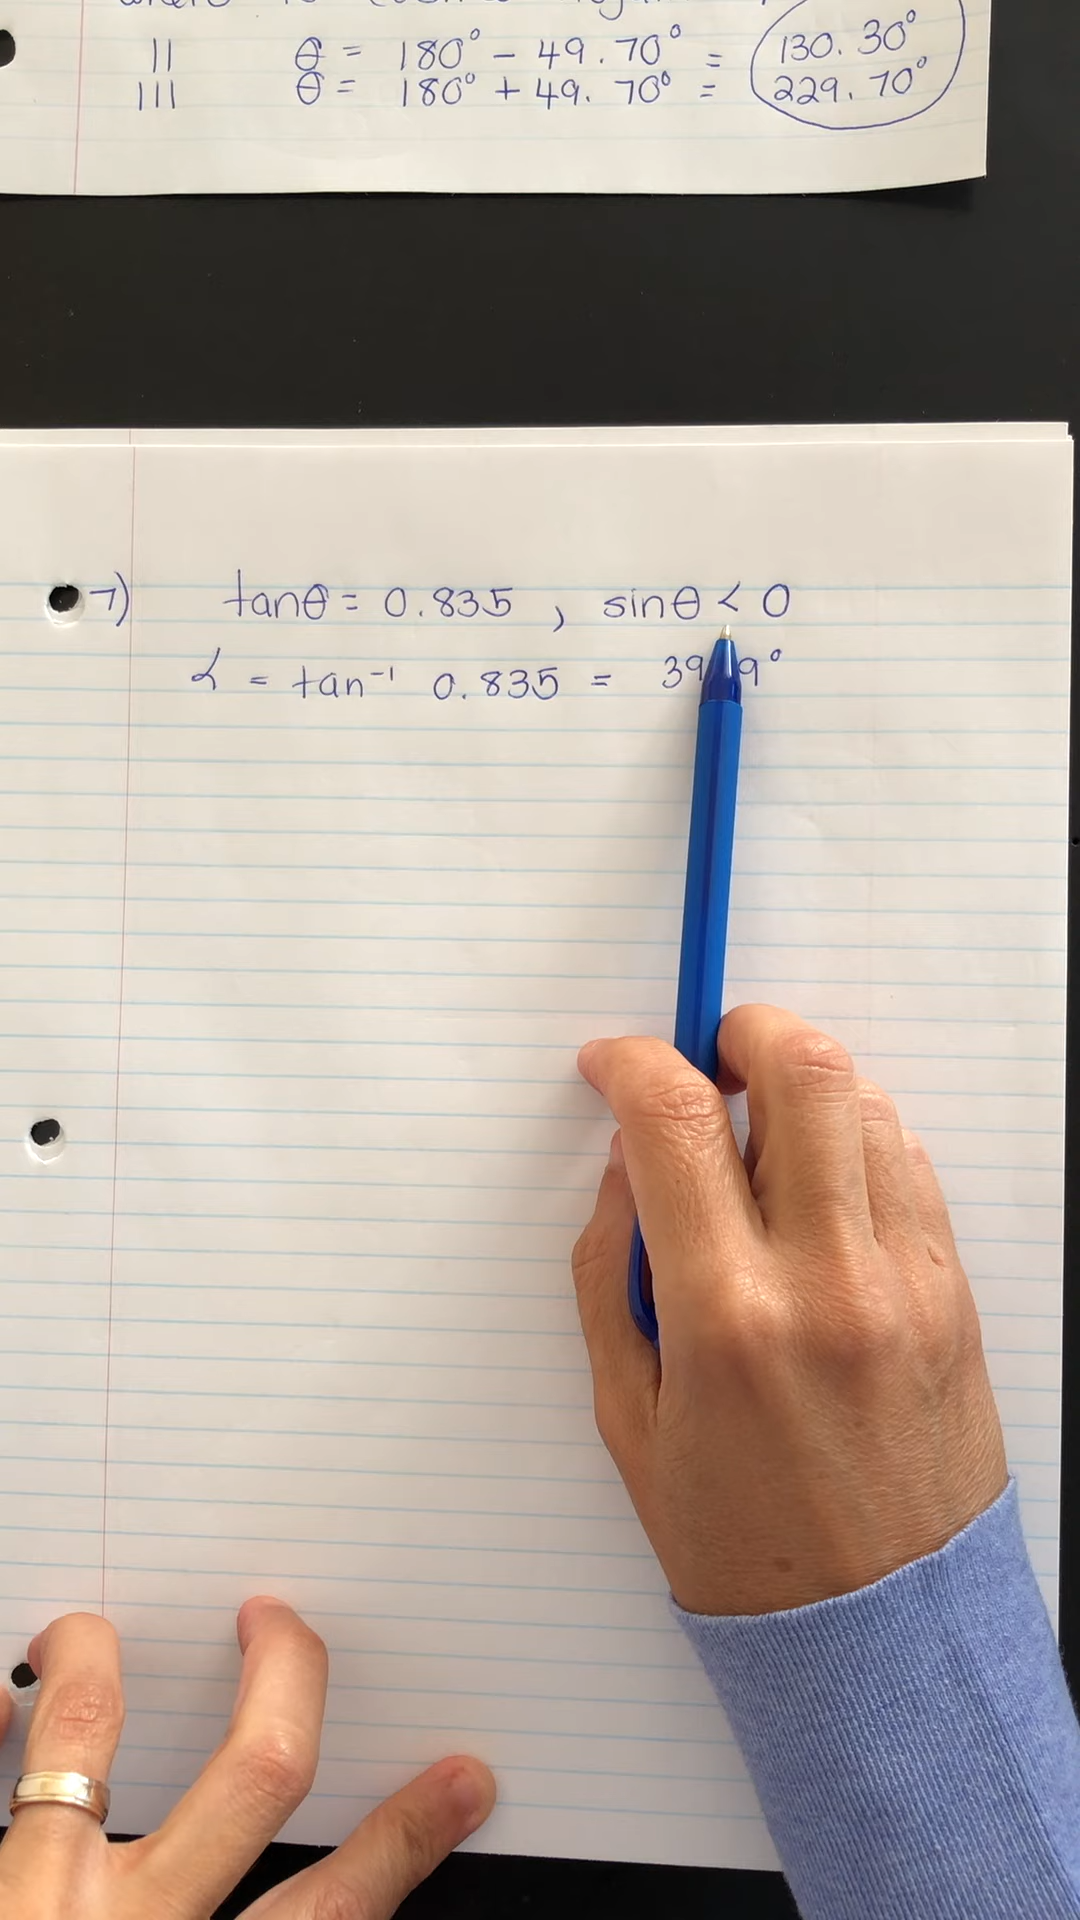 II θ = 180° - 49.70° = 130.30°
III θ = 180° + 49.70° = 229.70°
7) tanθ = 0.835 , sinθ < 0
α = tan⁻¹ 0.835 =